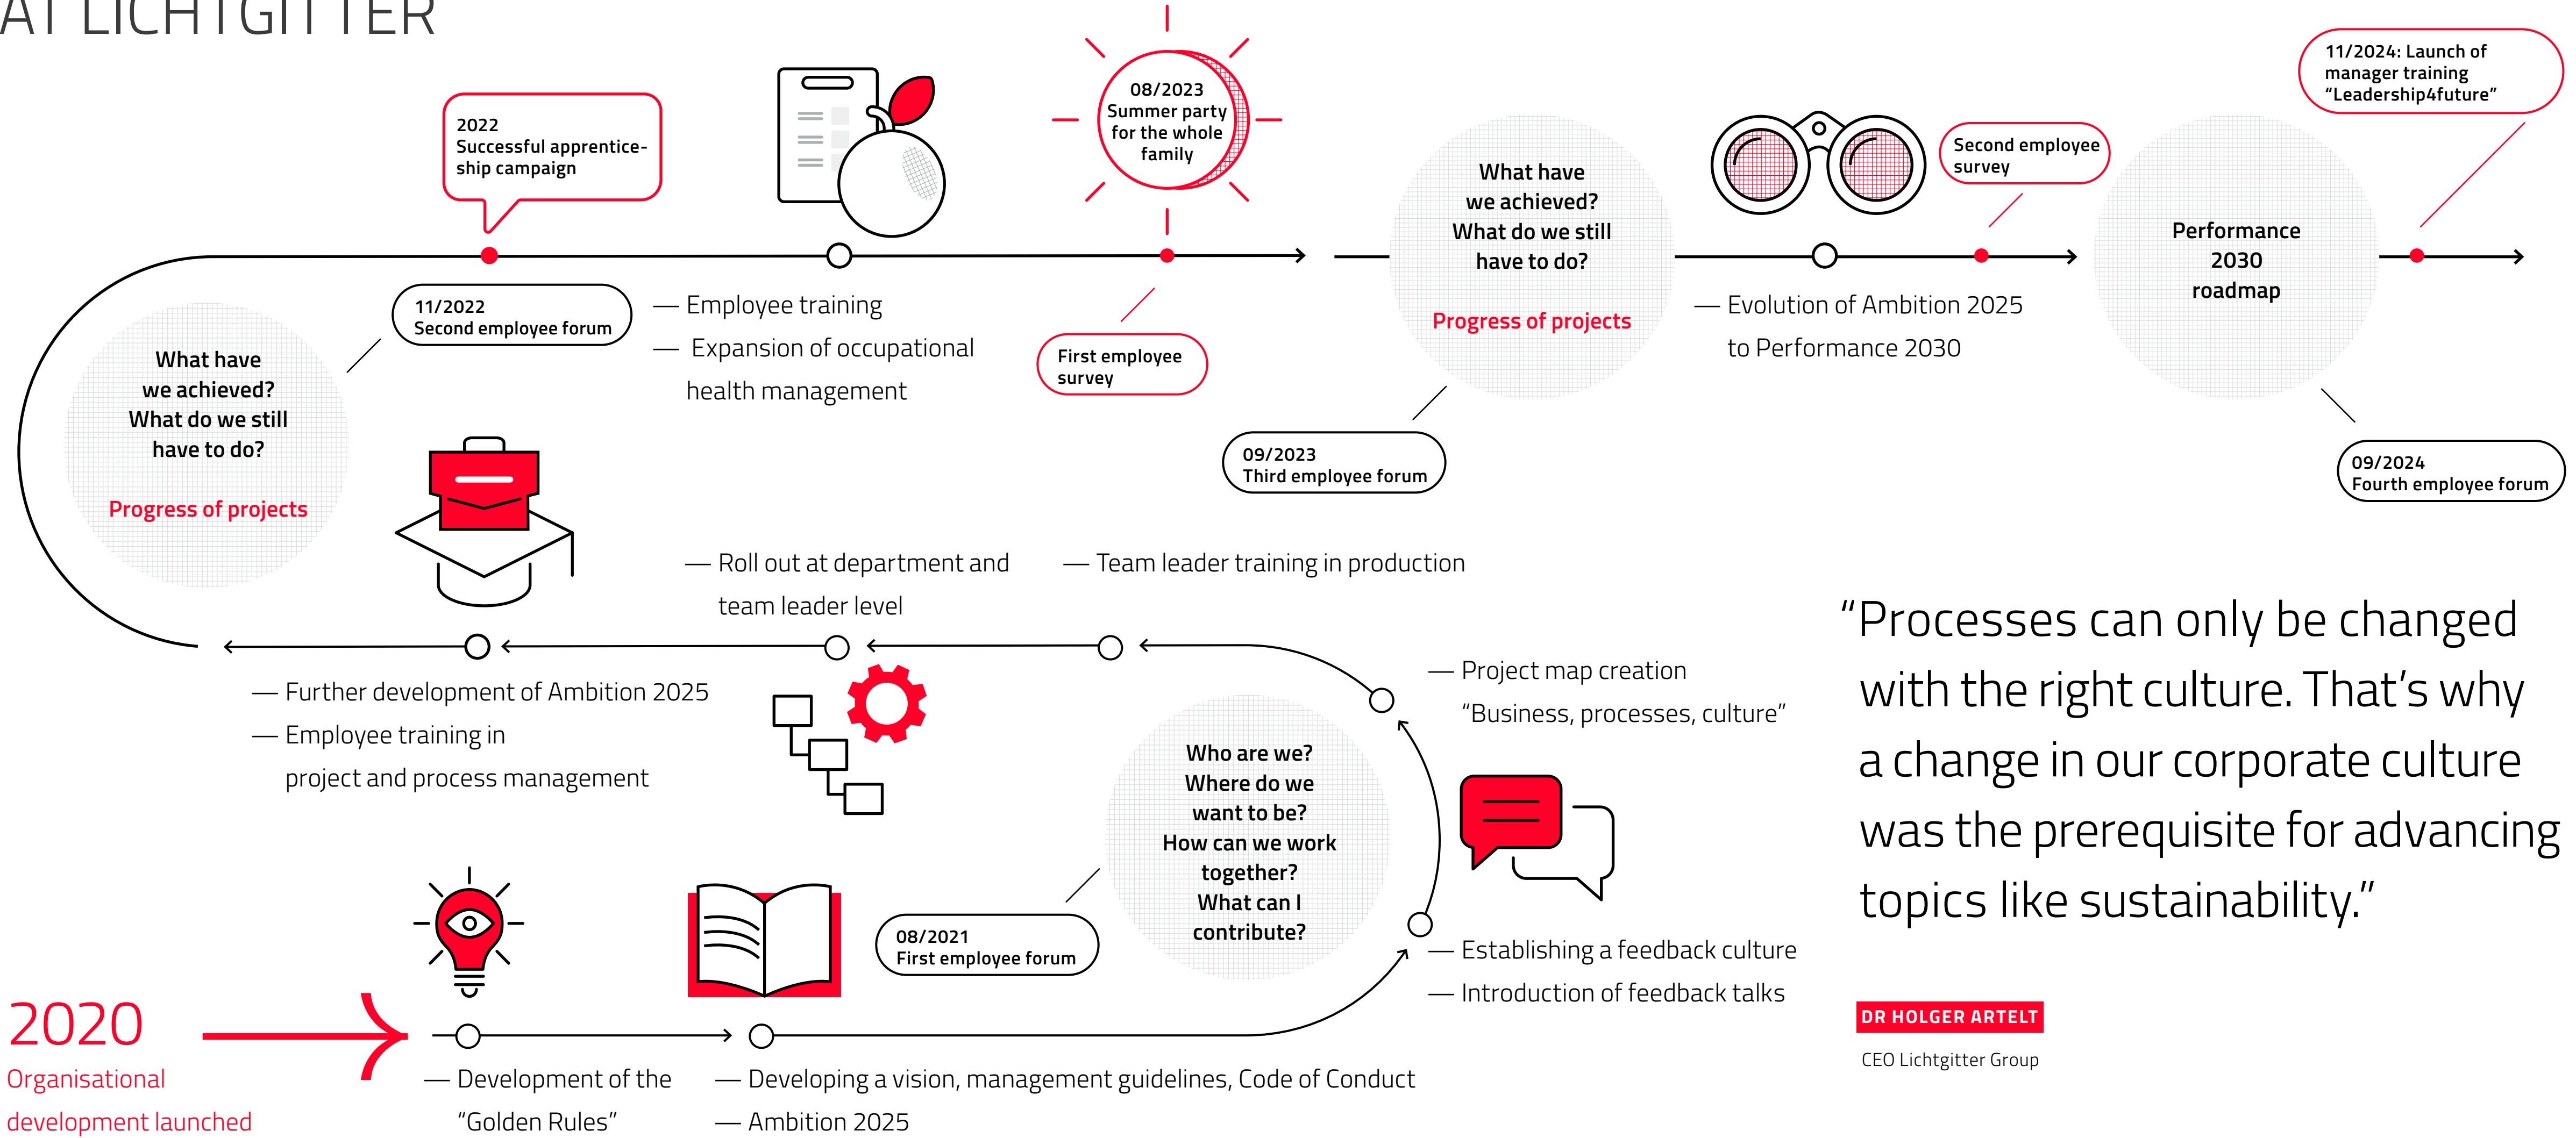 AT LICHTGITTER
2020
Organisational
development launched
— Development of the
“Golden Rules”
— Developing a vision, management guidelines, Code of Conduct
— Ambition 2025
08/2021
First employee forum
Who are we?
Where do we
want to be?
How can we work
together?
What can I
contribute?
— Establishing a feedback culture
— Introduction of feedback talks
— Project map creation
“Business, processes, culture”
— Team leader training in production
— Roll out at department and
team leader level
— Further development of Ambition 2025
— Employee training in
project and process management
What have
we achieved?
What do we still
have to do?
Progress of projects
11/2022
Second employee forum
2022
Successful apprentice-
ship campaign
— Employee training
— Expansion of occupational
health management
08/2023
Summer party
for the whole
family
First employee
survey
What have
we achieved?
What do we still
have to do?
Progress of projects
09/2023
Third employee forum
— Evolution of Ambition 2025
to Performance 2030
Second employee
survey
Performance
2030
roadmap
09/2024
Fourth employee forum
11/2024: Launch of
manager training
“Leadership4future”
“Processes can only be changed
with the right culture. That’s why
a change in our corporate culture
was the prerequisite for advancing
topics like sustainability.”
DR HOLGER ARTELT
CEO Lichtgitter Group